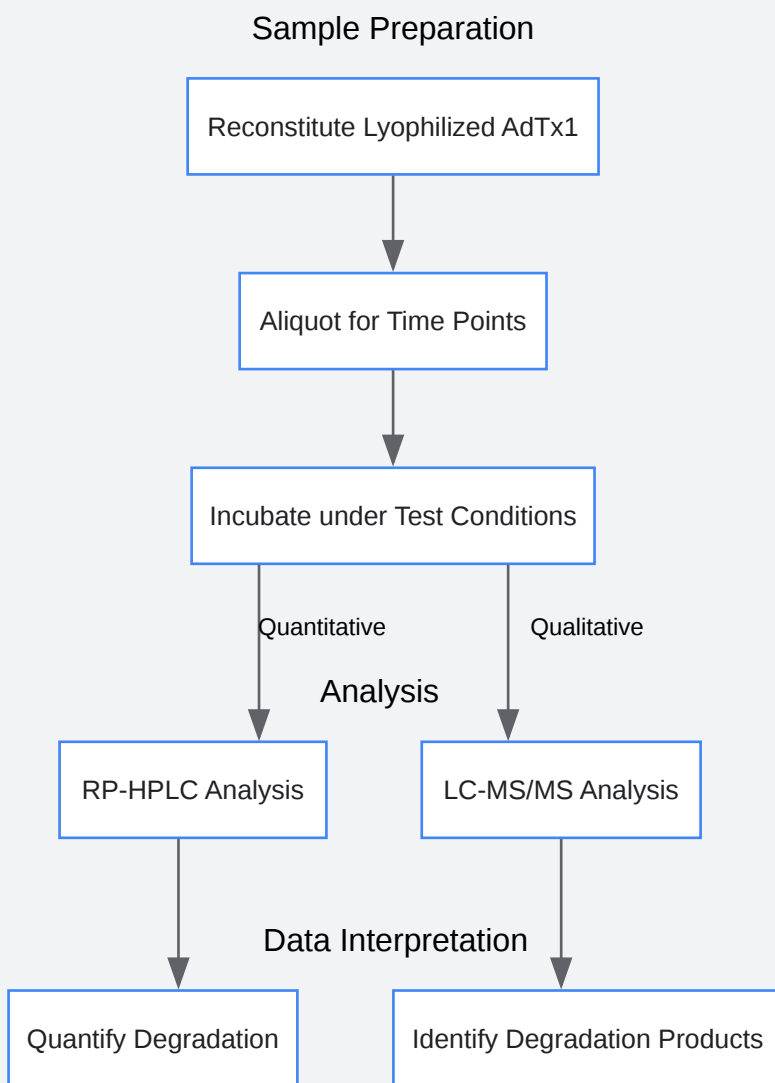 Sample Preparation
Reconstitute Lyophilized AdTx1
Aliquot for Time Points
Incubate under Test Conditions
Quantitative
Qualitative
Analysis
RP-HPLC Analysis
LC-MS/MS Analysis
Data Interpretation
Quantify Degradation
Identify Degradation Products